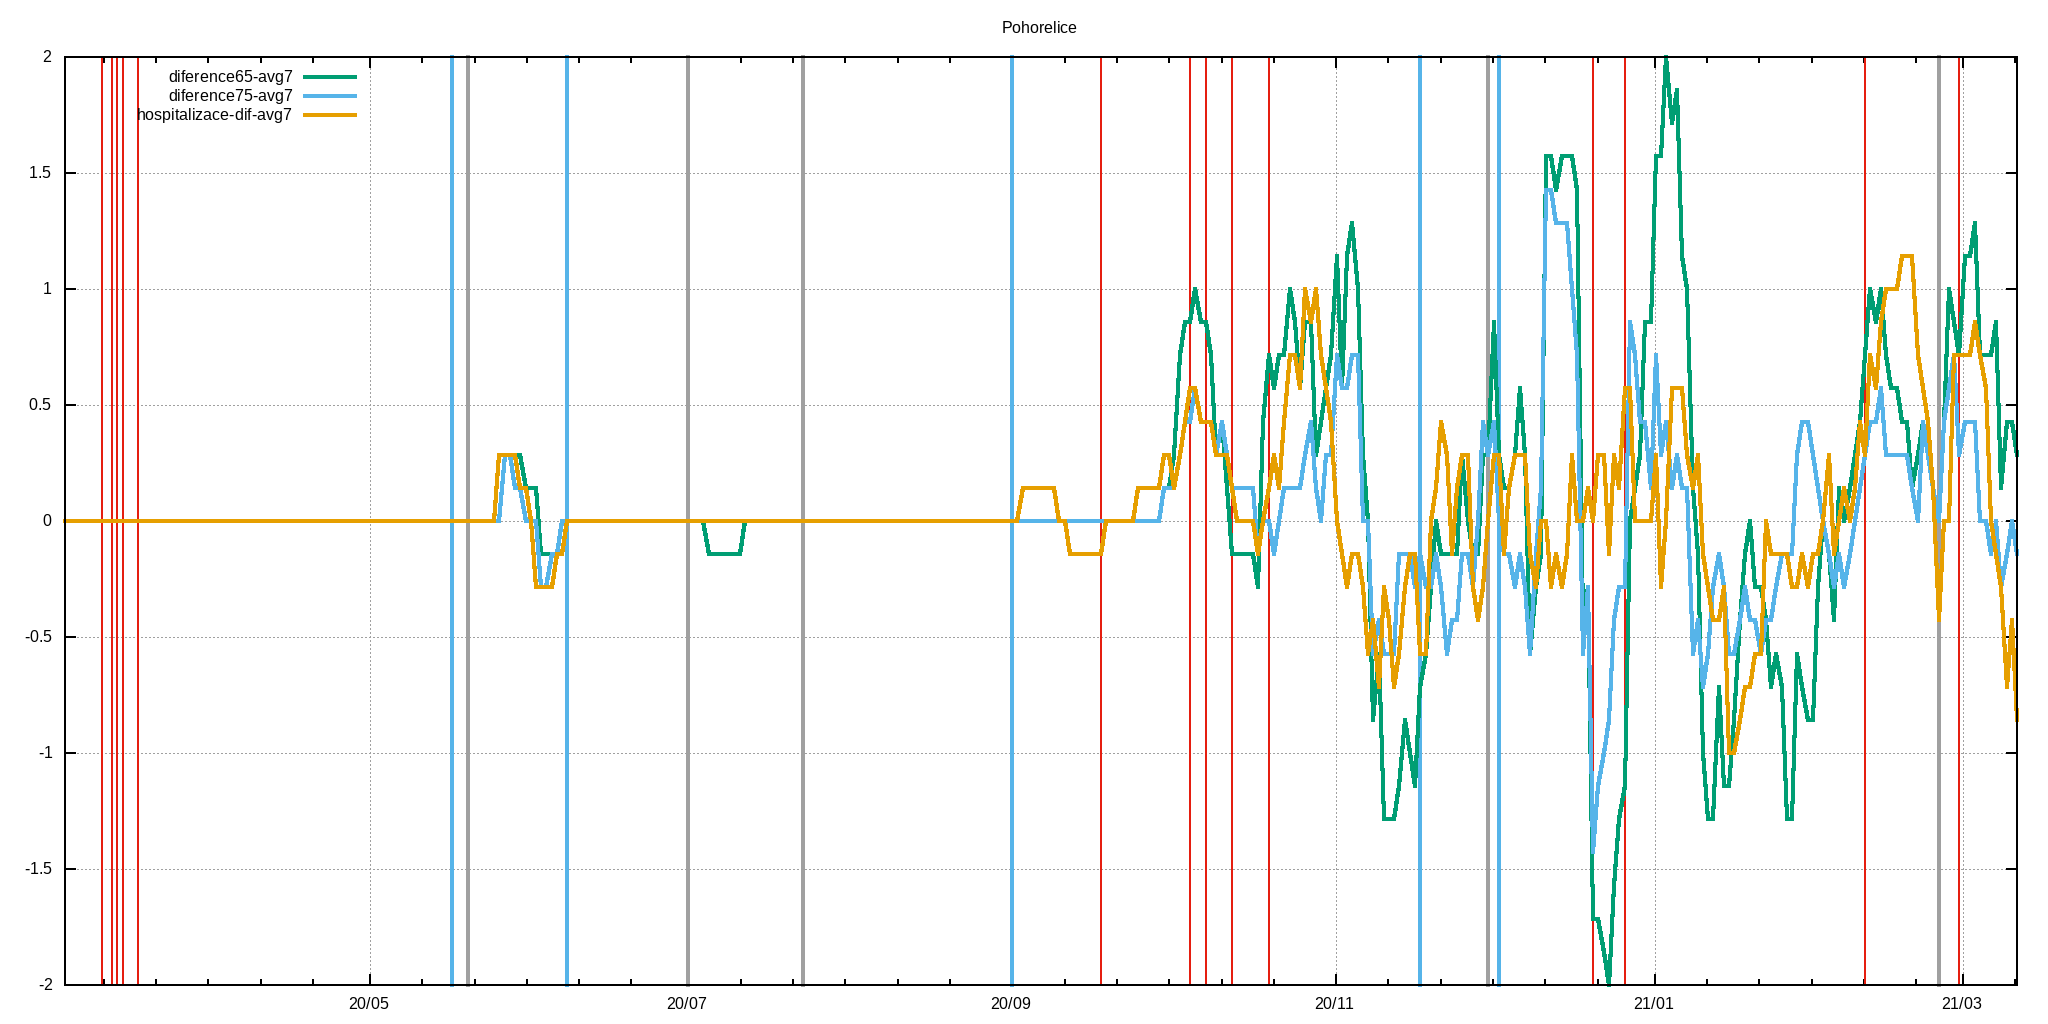 Pohorelice
diference65-avg7
diference75-avg7
hospitalizace-dif-avg7
2
1.5
1
0.5
0
-0.5
-1
-1.5
-2
20/05 20/07 20/09 20/11 21/01 21/03